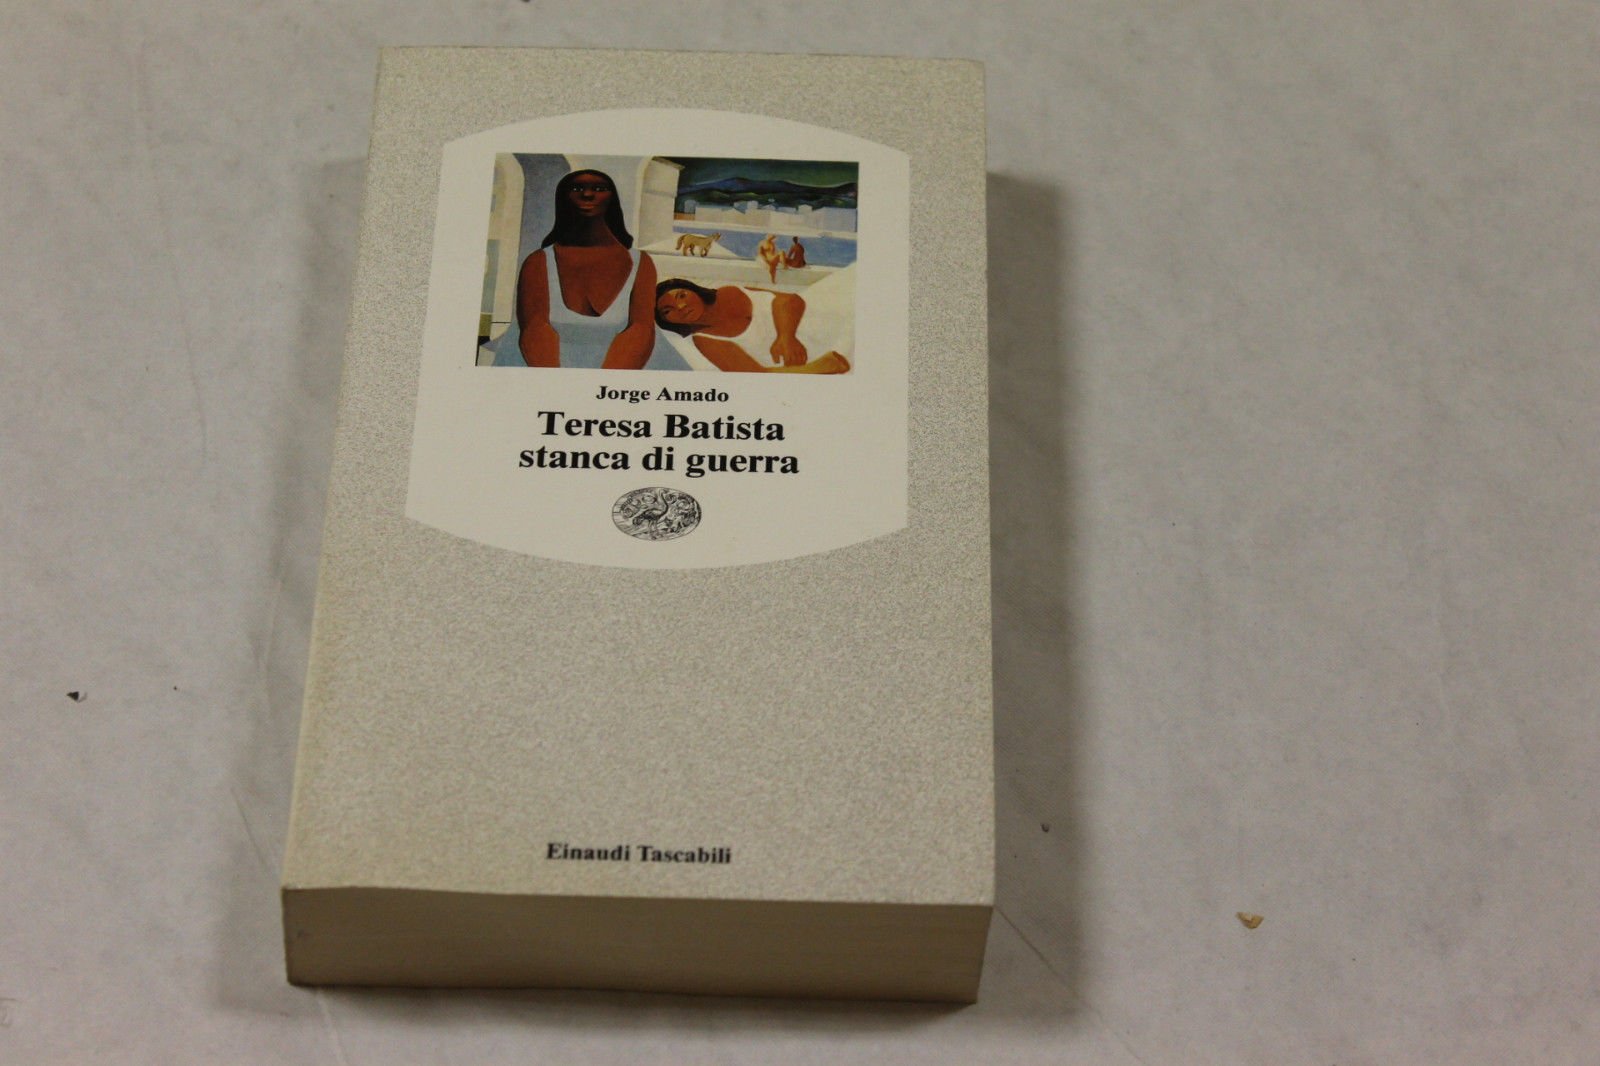 Jorge Amado
Teresa Batista
stanca di guerra
Einaudi Tascabili